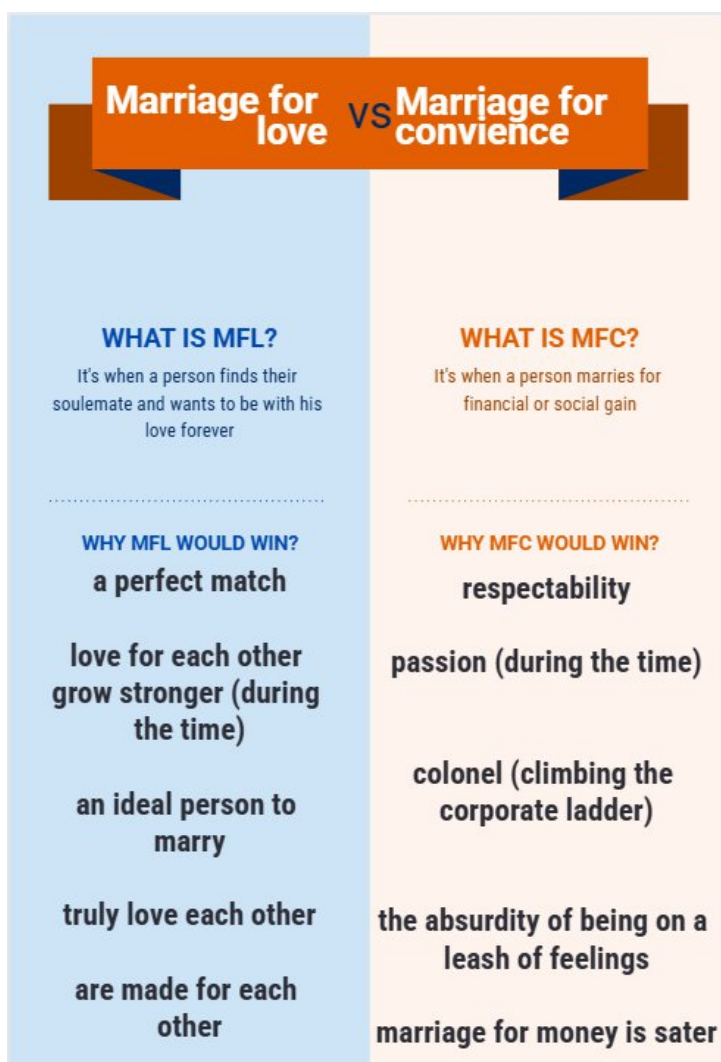 Marriage for
love
vs
Marriage for
convience
WHAT IS MFL?
It's when a person finds their
soulemate and wants to be with his
love forever
WHY MFL WOULD WIN?
a perfect match
love for each other
grow stronger (during
the time)
an ideal person to
marry
truly love each other
are made for each
other
WHAT IS MFC?
It's when a person marries for
financial or social gain
WHY MFC WOULD WIN?
respectability
passion (during the time)
colonel (climbing the
corporate ladder)
the absurdity of being on a
leash of feelings
marriage for money is sater